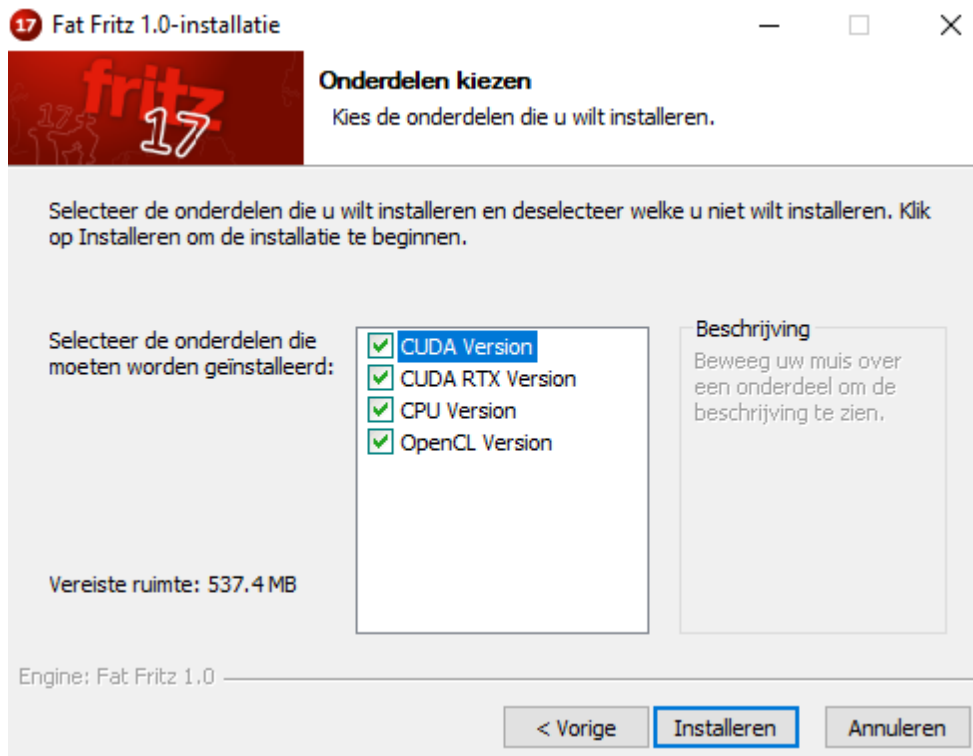 17 Fat Fritz 1.0-installatie
fritz
17
Onderdelen kiezen
Kies de onderdelen die u wilt installeren.
Selecteer de onderdelen die u wilt installeren en deselecteer welke u niet wilt installeren. Klik
op Installeren om de installatie te beginnen.
Selecteer de onderdelen die
moeten worden geïnstalleerd:
CUDA Version
CUDA RTX Version
CPU Version
OpenCL Version
Beschrijving
Beweeg uw muis over
een onderdeel om de
beschrijving te zien.
Vereiste ruimte: 537.4 MB
Engine: Fat Fritz 1.0
< Vorige
Installeren
Annuleren